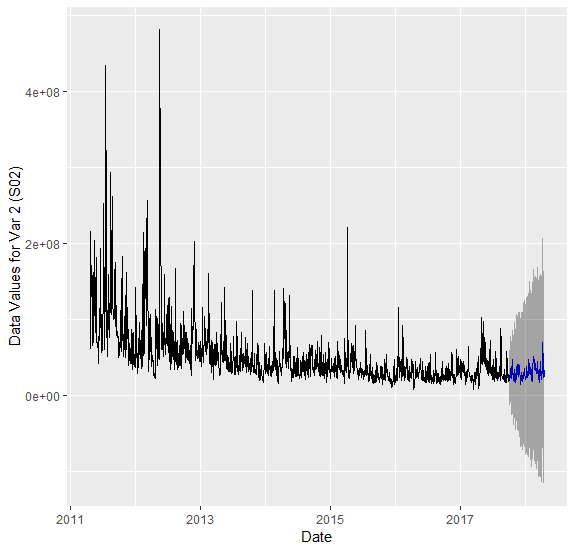 4e+08
2e+08
0e+00
Data Values for Var 2 (S02)
2011
2013
2015
2017
Date